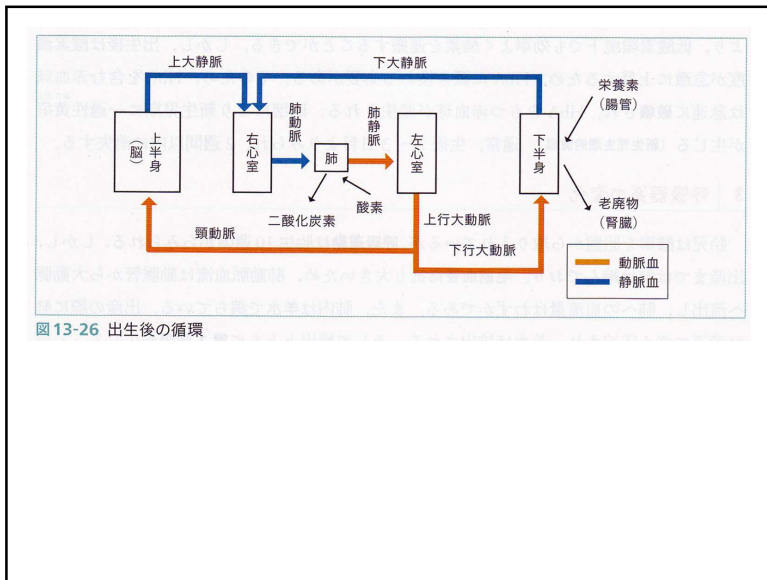 上大静脈
下大静脈
上半身
（脳）
右心室
肺動脈
肺
肺静脈
左心室
下半身
栄養素
（腸管）
酸素
二酸化炭素
老廃物
（腎臓）
上行大動脈
頸動脈
下行大動脈
動脈血
静脈血
図13-26 出生後の循環